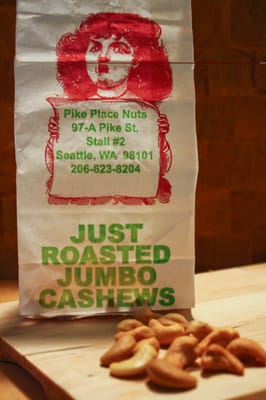 Pike Place Nuts
97-A Pike St,
Stall #2
Seattle, WA 98101
206-623-8204
JUST
ROASTED
JUMBO
CASHEWS